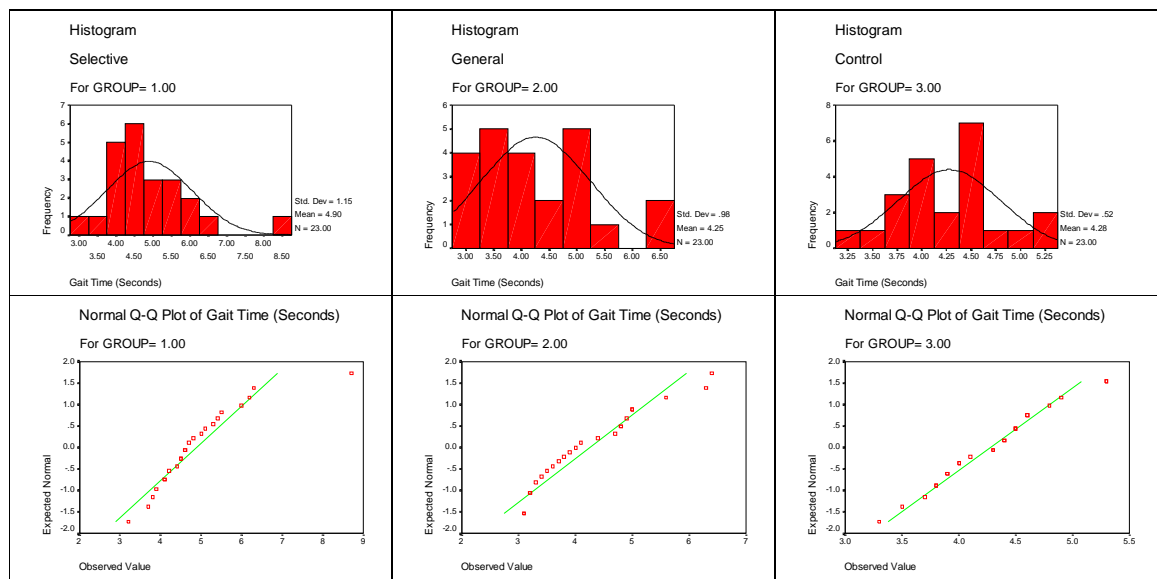 Histogram
Selective
For GROUP= 1.00
7
6
5
4
3
2
1
0
Frequency
3.00 4.00 5.00 6.00 7.00 8.00
3.50 4.50 5.50 6.50 7.50 8.50
Std. Dev = 1.15
Mean = 4.90
N = 23.00
Gait Time (Seconds)
Histogram
General
For GROUP= 2.00
6
5
4
3
2
1
0
Frequency
3.00 3.50 4.00 4.50 5.00 5.50 6.00 6.50
Std. Dev = .98
Mean = 4.25
N = 23.00
Gait Time (Seconds)
Histogram
Control
For GROUP= 3.00
8
6
4
2
0
Frequency
3.25 3.50 3.75 4.00 4.25 4.50 4.75 5.00 5.25
Std. Dev = .52
Mean = 4.28
N = 23.00
Gait Time (Seconds)
Normal Q-Q Plot of Gait Time (Seconds)
For GROUP= 1.00
2.0
1.5
1.0
.5
0.0
-.5
-1.0
-1.5
-2.0
Expected Normal
2 3 4 5 6 7 8 9
Observed Value
Normal Q-Q Plot of Gait Time (Seconds)
For GROUP= 2.00
2.0
1.5
1.0
.5
0.0
-.5
-1.0
-1.5
-2.0
Expected Normal
2 3 4 5 6 7
Observed Value
Normal Q-Q Plot of Gait Time (Seconds)
For GROUP= 3.00
2.0
1.5
1.0
.5
0.0
-.5
-1.0
-1.5
-2.0
Expected Normal
3.0 3.5 4.0 4.5 5.0 5.5
Observed Value